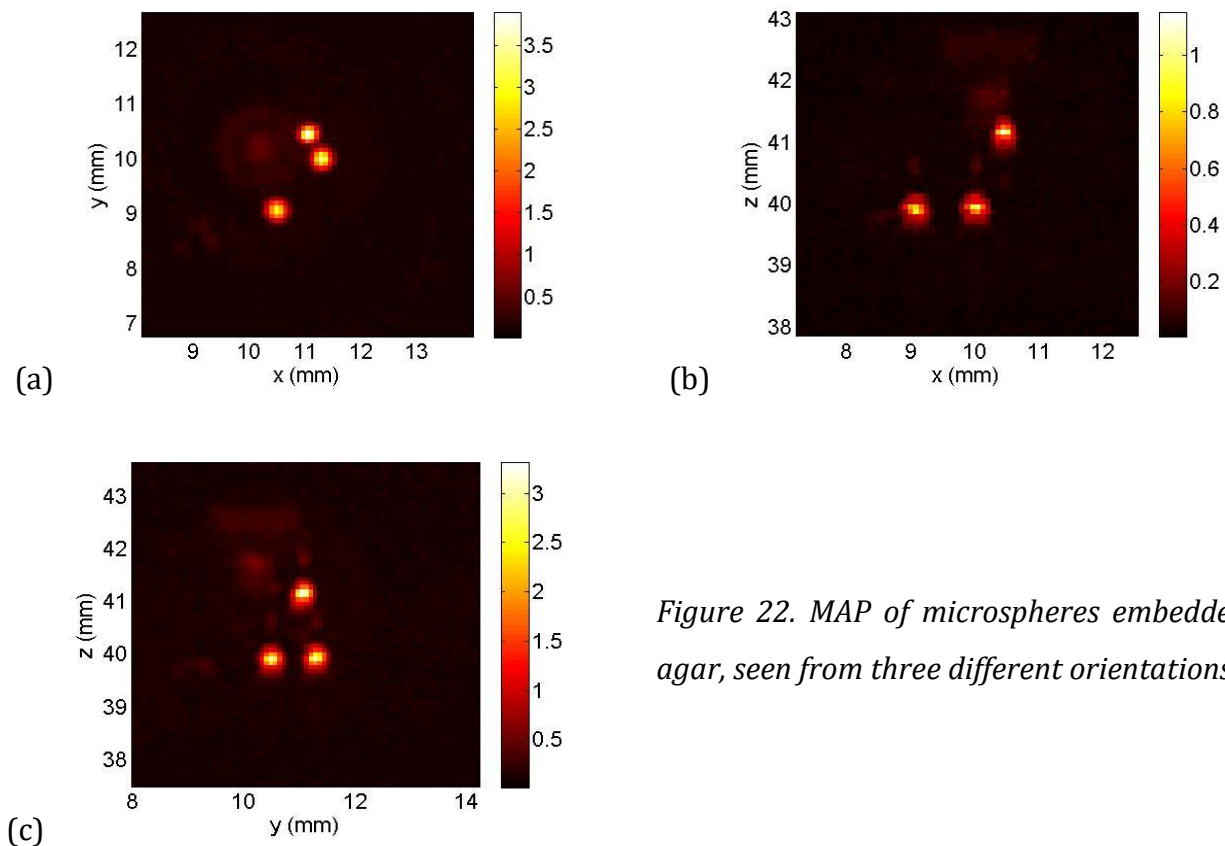 12
11
10
9
8
7
y (mm)
9 10 11 12 13
x (mm)
3.5
3
2.5
2
1.5
1
0.5
(a)
43
42
41
40
39
38
z (mm)
8 9 10 11 12
x (mm)
1
0.8
0.6
0.4
0.2
(b)
43
42
41
40
39
38
z (mm)
8 10 12 14
y (mm)
3
2.5
2
1.5
1
0.5
(c)
Figure 22. MAP of microspheres embedde
agar, seen from three different orientations